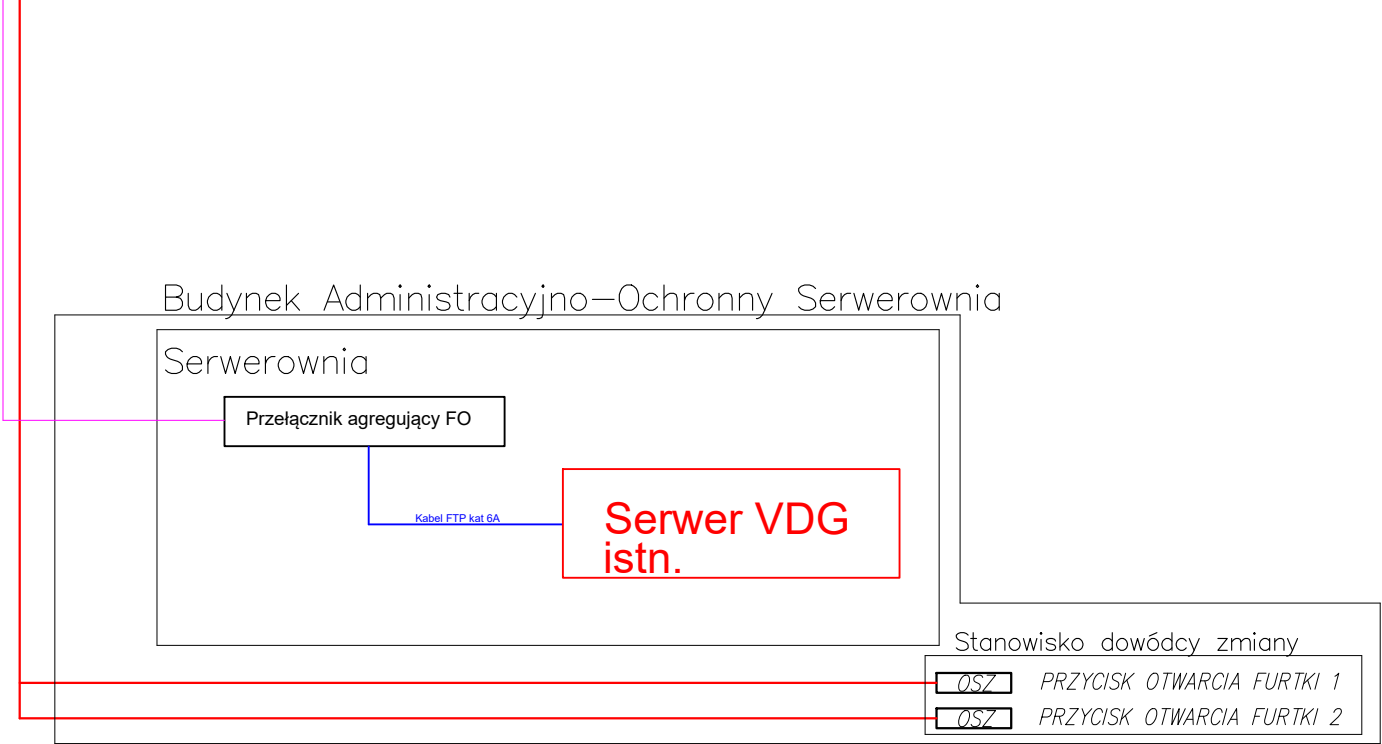 Budynek Administracyjno-Ochronny Serwerownia
Serwerownia
Przełącznik agregujący FO
Kabel FTP kat 6A
Serwer VDG
istn.
Stanowisko dowódcy zmiany
OSZ PRZYCISK OTWARCIA FURTKI 1
OSZ PRZYCISK OTWARCIA FURTKI 2